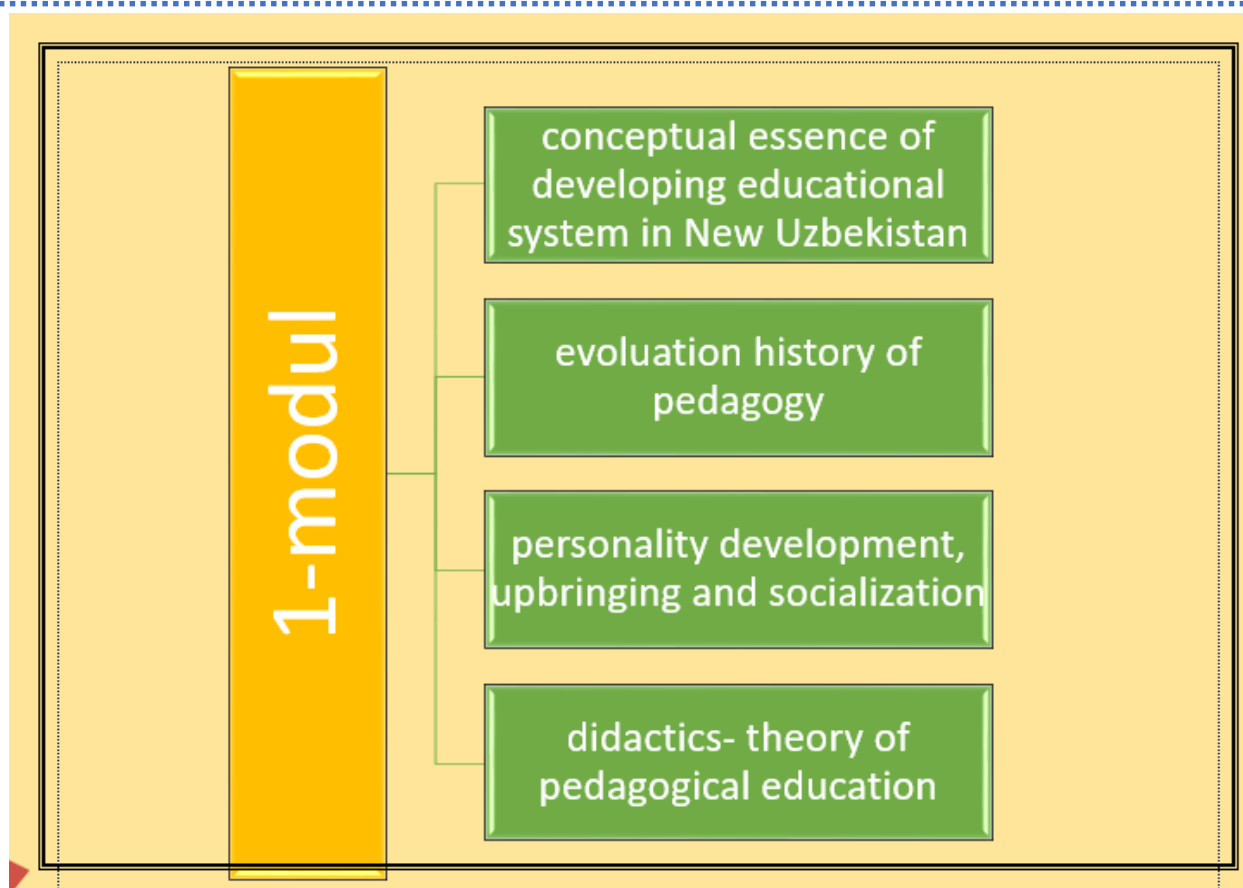 1-modul
conceptual essence of
developing educational
system in New Uzbekistan
evoluation history of
pedagogy
personality development,
upbringing and socialization
didactics- theory of
pedagogical education